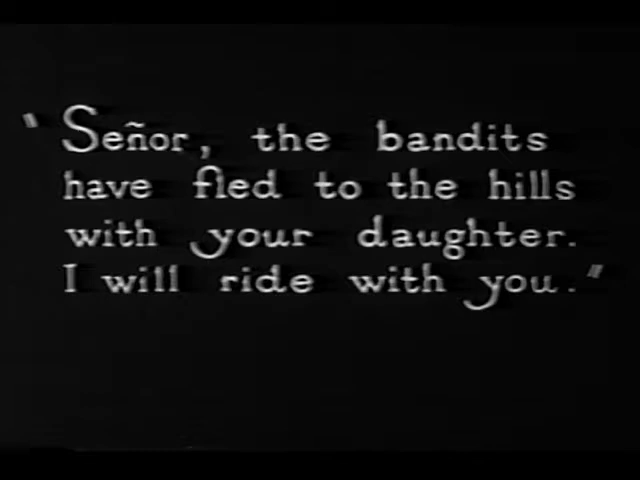 "Señor, the bandits
have fled to the hills
with your daughter.
I will ride with you."